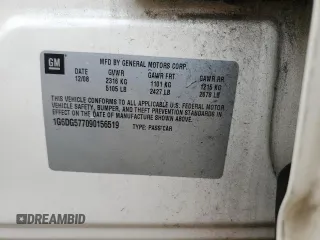 GM
MFD BY GENERAL MOTORS CORP.
DATE GVWR GAWR FRT GAWR RR
12/08 2316 KG 1101 KG 1215 KG
5105 LB 2427 LB 2678 LB
THIS VEHICLE CONFORMS TO ALL APPLICABLE U.S. FEDERAL MOTOR
VEHICLE SAFETY, BUMPER, AND THEFT PREVENTION STANDARDS IN
EFFECT ON THE DATE OF MANUFACTURE SHOWN ABOVE.
1G6DG577090156519 TYPE: PASS CAR
DREAMBID